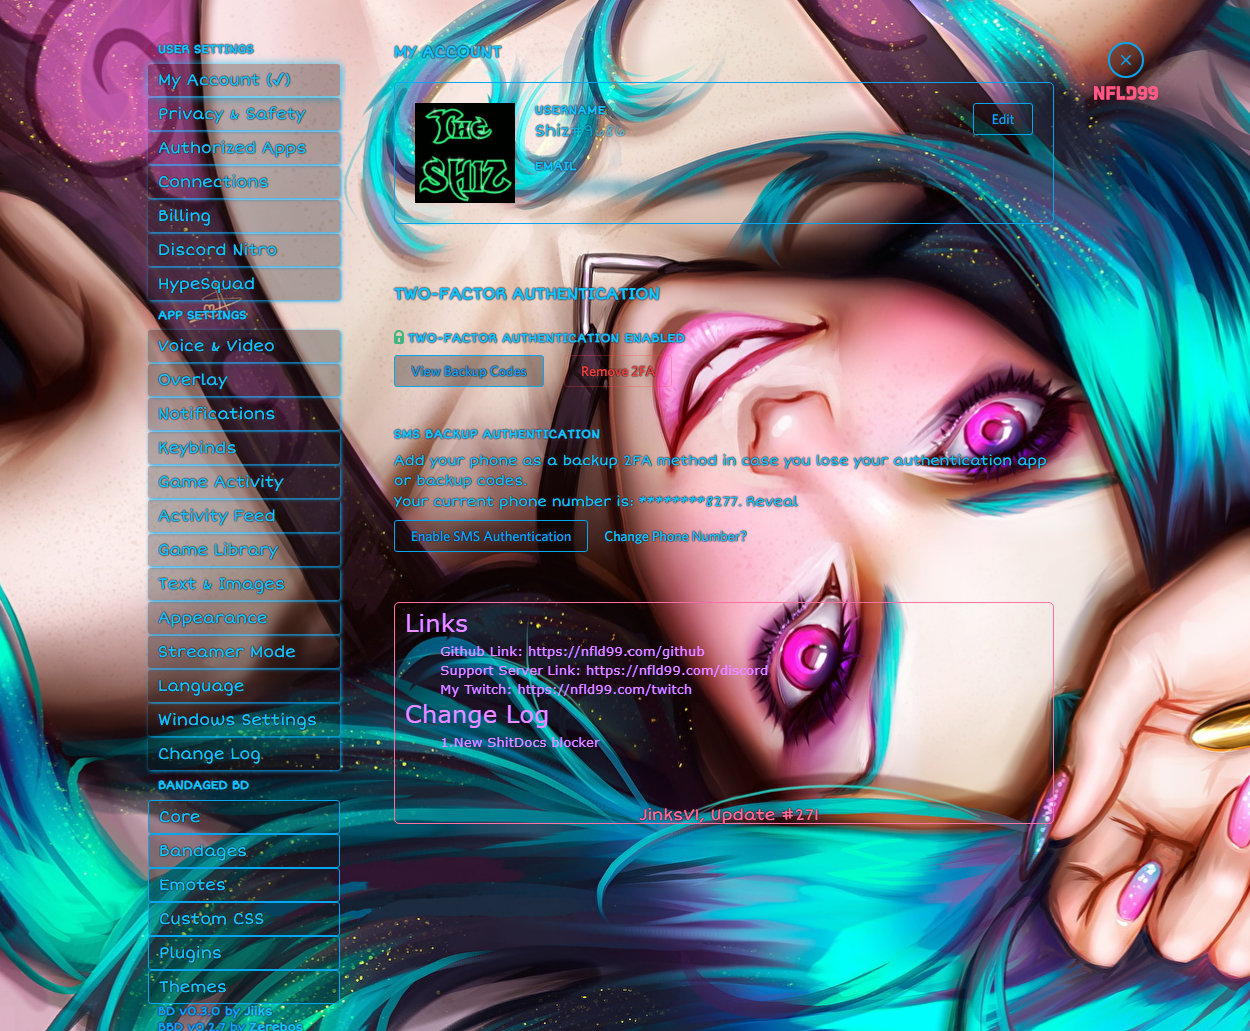 USER SETTINGS
My Account (✓)
Privacy & Safety
Authorized Apps
Connections
Billing
Discord Nitro
HypeSquad
APP SETTINGS
Voice & Video
Overlay
Notifications
Keybinds
Game Activity
Activity Feed
Game Library
Text & Images
Appearance
Streamer Mode
Language
Windows Settings
Change Log
BANDAGED BD
Core
Bandages
Emotes
Custom CSS
Plugins
Themes
BD v0.3.0 by Jiiks
BBD v0.2.7 by Zerebos
MY ACCOUNT
THE
SHIZ
USERNAME
Shiz
EMAIL
Edit
NFLD99
TWO-FACTOR AUTHENTICATION
TWO-FACTOR AUTHENTICATION ENABLED
View Backup Codes
Remove 2FA
SMS BACKUP AUTHENTICATION
Add your phone as a backup 2FA method in case you lose your authentication app
or backup codes.
Your current phone number is: ********8277. Reveal
Enable SMS Authentication
Change Phone Number?
Links
Github Link: https://nfld99.com/github
Support Server Link: https://nfld99.com/discord
My Twitch: https://nfld99.com/twitch
Change Log
1.New ShitDocs blocker
JinksV1, Update #27!